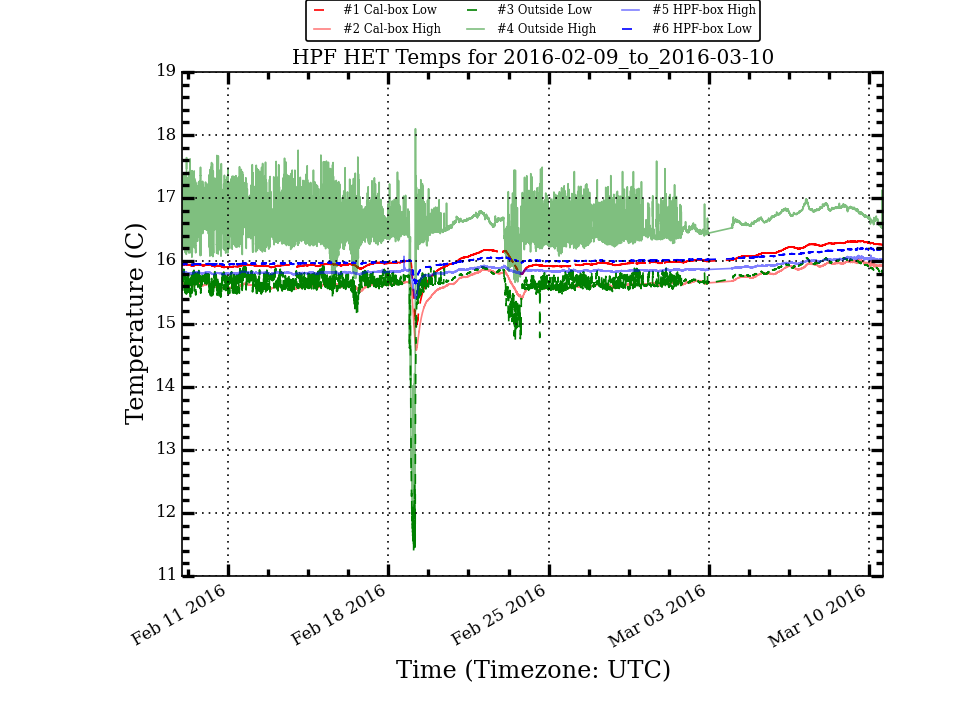 #1 Cal-box Low #3 Outside Low #5 HPF-box High
#2 Cal-box High #4 Outside High #6 HPF-box Low
HPF HET Temps for 2016-02-09_to_2016-03-10
19
18
17
16
15
14
13
12
11
Temperature (C)
Feb 11 2016 Feb 18 2016 Feb 25 2016 Mar 03 2016 Mar 10 2016
Time (Timezone: UTC)